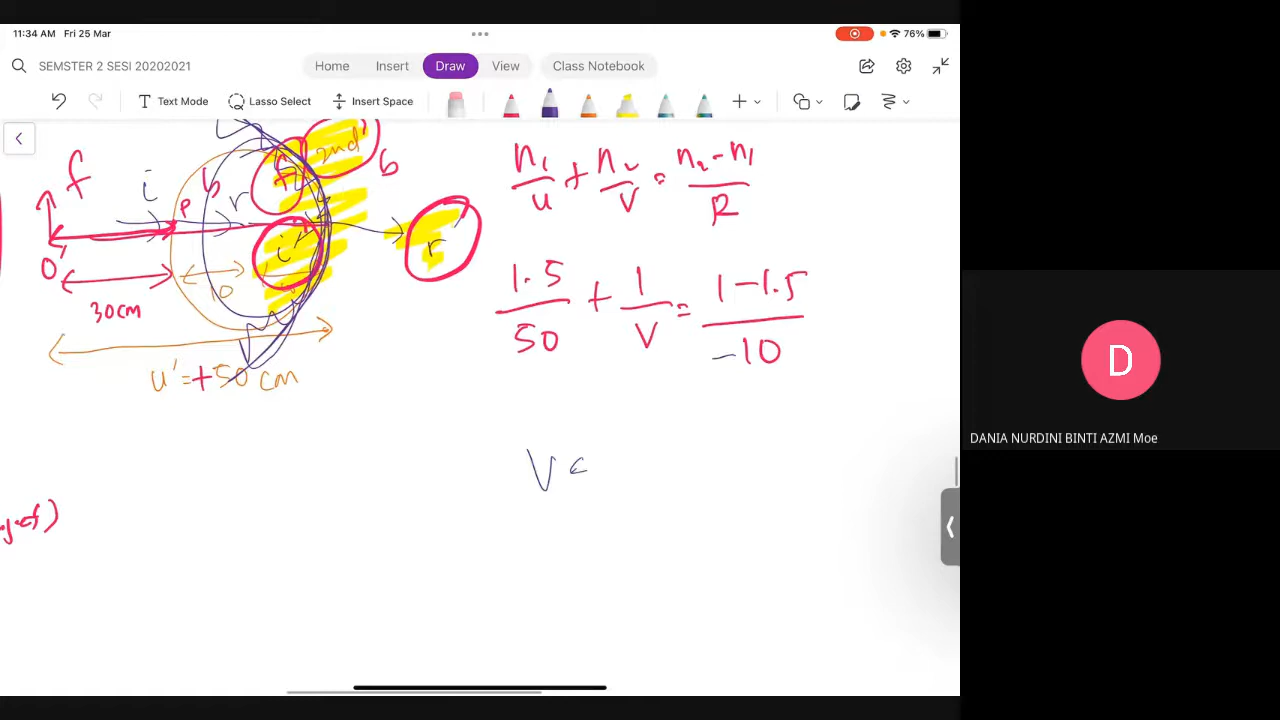 11:34 AM Fri 25 Mar
76%
SEMSTER 2 SESI 20202021
Home Insert Draw View Class Notebook
Text Mode Lasso Select Insert Space
f
i
P
b
r
2nd
b
i'
r'
O'
10
30cm
u' = +50 cm
n1/u + n2/v = n2 - n1/R
1.5/50 + 1/v = 1 - 1.5/-10
V =
D
DANIA NURDINI BINTI AZMI Moe